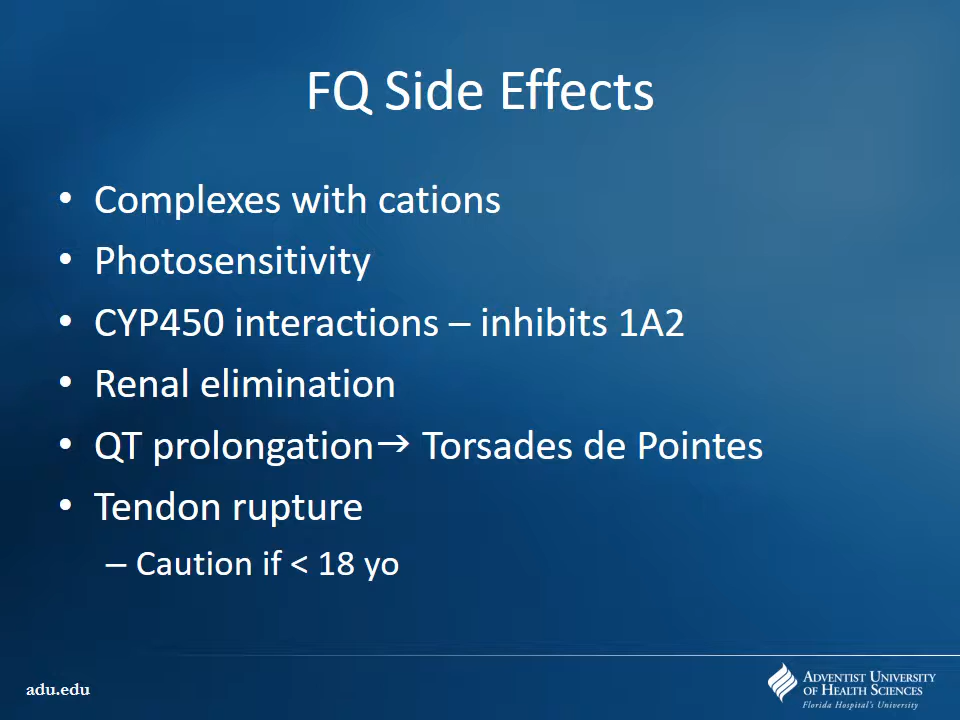 FQ Side Effects
• Complexes with cations
• Photosensitivity
• CYP450 interactions – inhibits 1A2
• Renal elimination
• QT prolongation→ Torsades de Pointes
• Tendon rupture
– Caution if < 18 yo
adu.edu
ADVENTIST UNIVERSITY
OF HEALTH SCIENCES
Florida Hospital's University